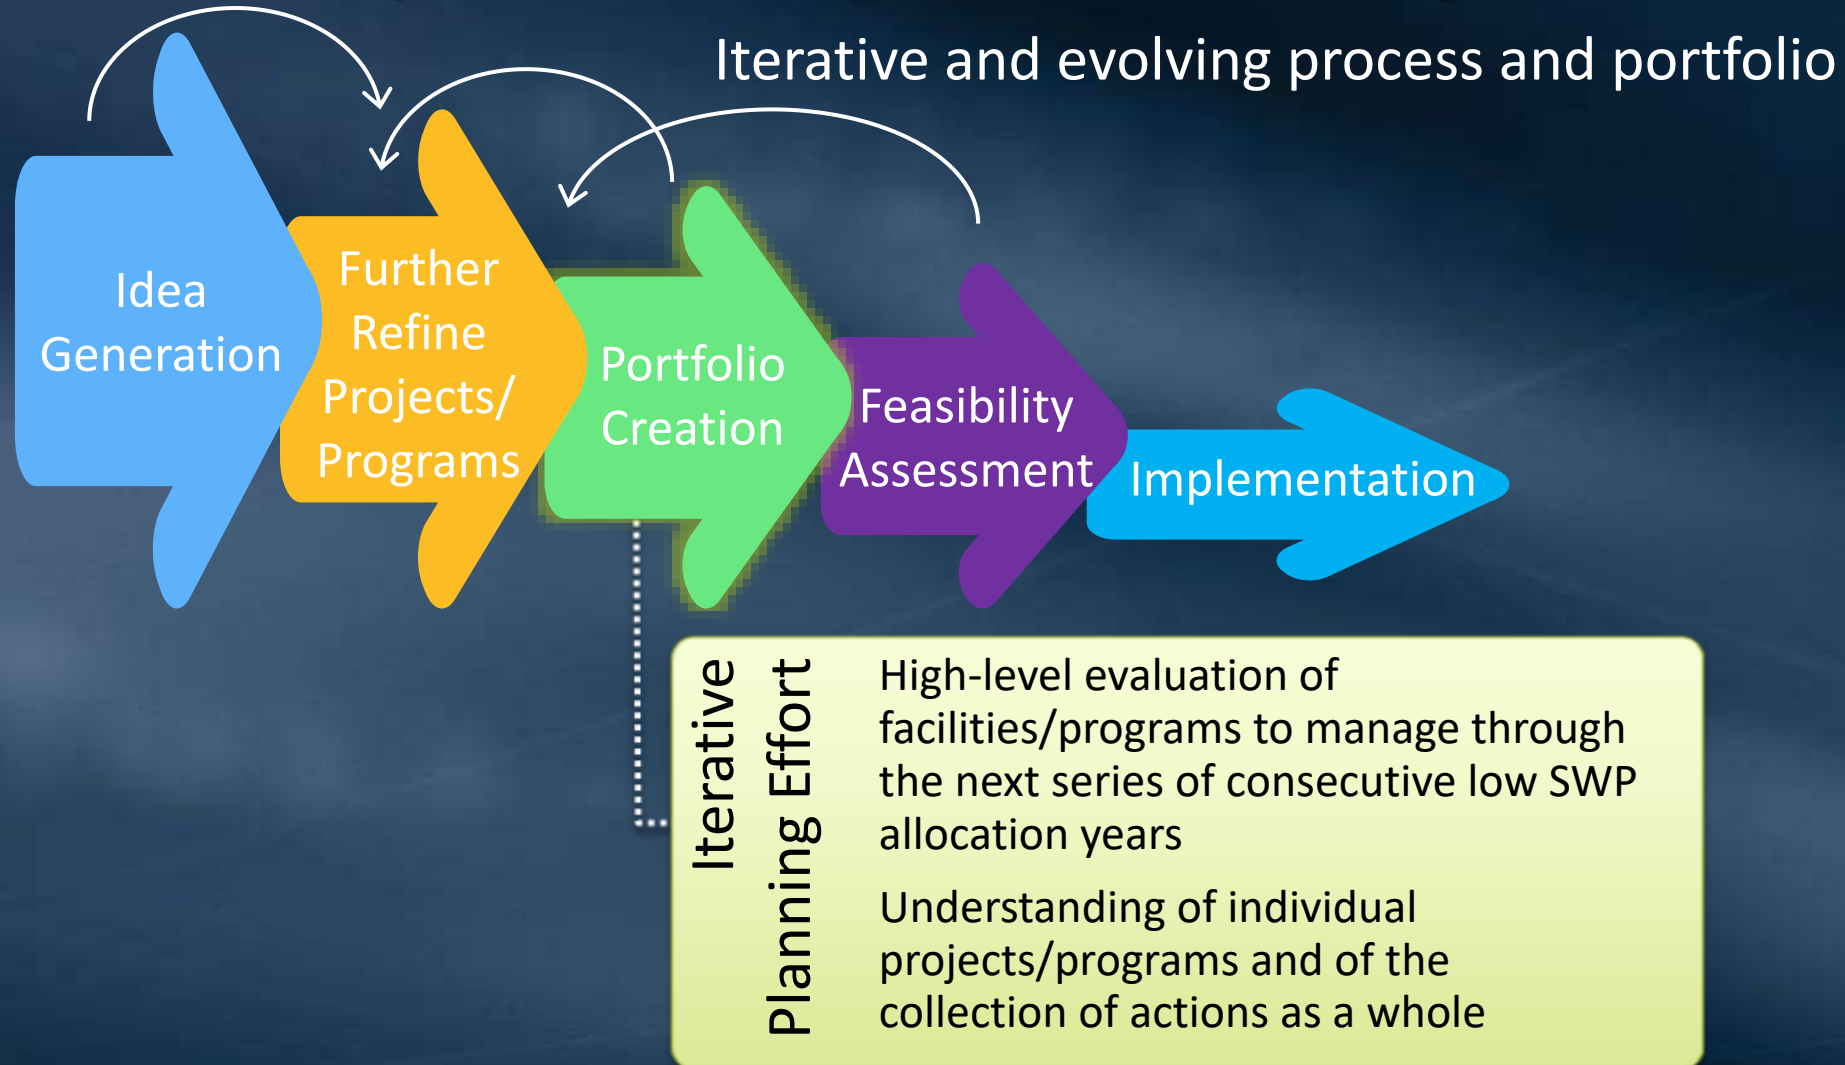 Iterative and evolving process and portfolio
Idea
Generation
Further
Refine
Projects/
Programs
Portfolio
Creation
Feasibility
Assessment
Implementation
Iterative
Planning Effort
High-level evaluation of
facilities/programs to manage through
the next series of consecutive low SWP
allocation years
Understanding of individual
projects/programs and of the
collection of actions as a whole